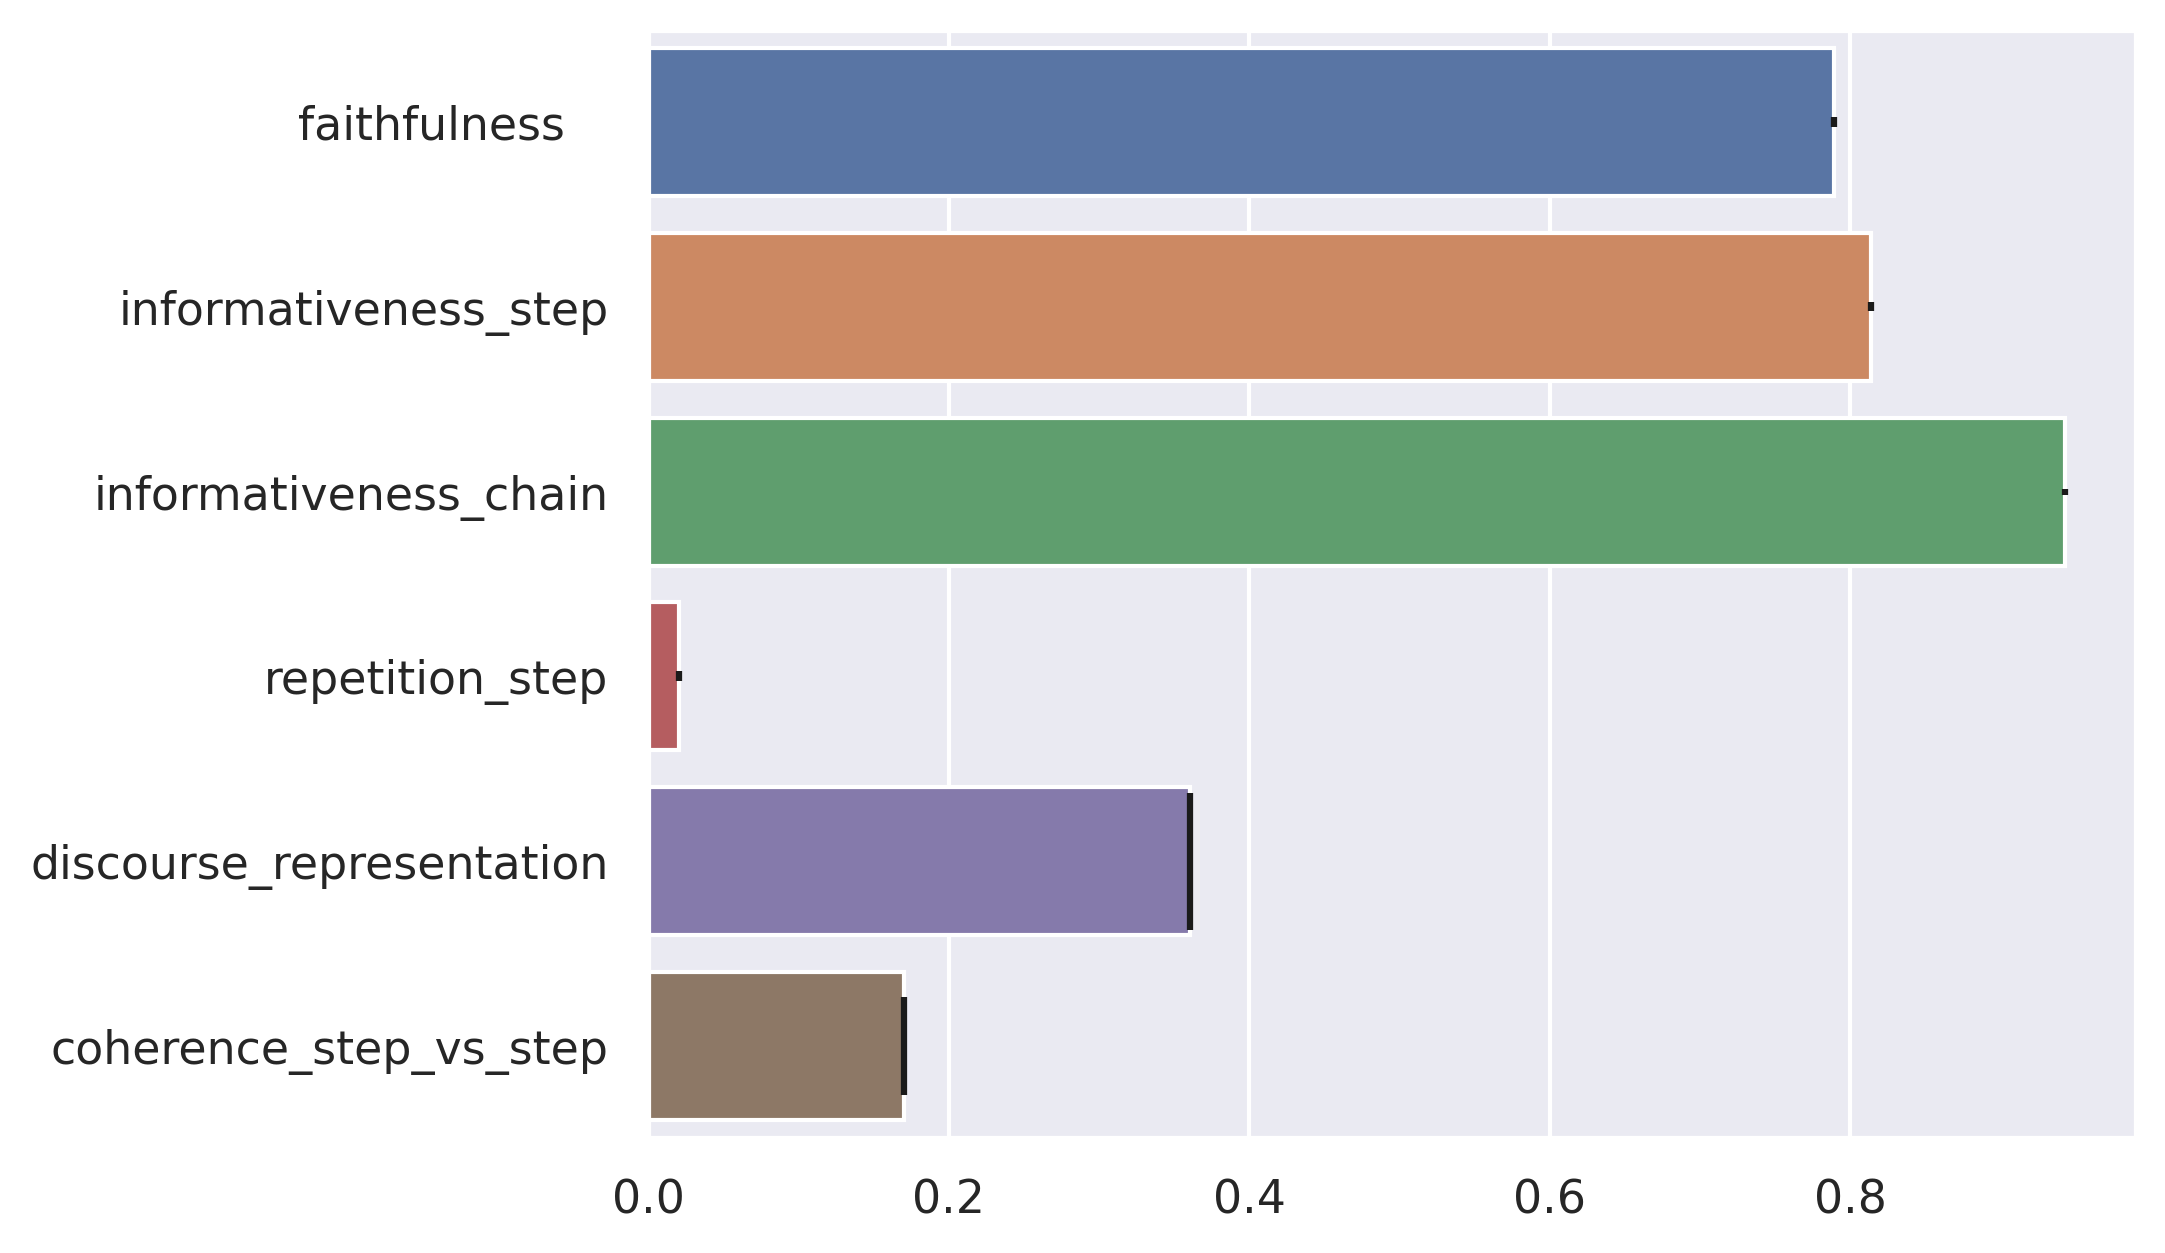 faithfulness
informativeness_step
informativeness_chain
repetition_step
discourse_representation
coherence_step_vs_step
0.0 0.2 0.4 0.6 0.8